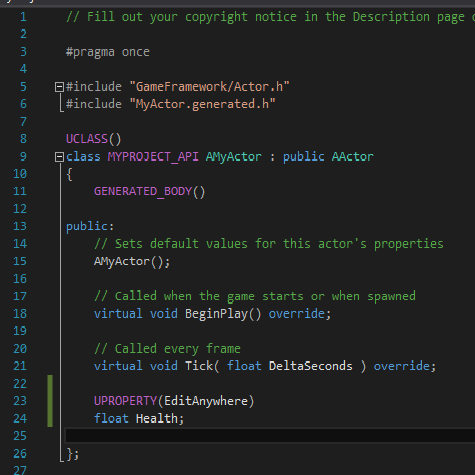 1 // Fill out your copyright notice in the Description page
2
3 #pragma once
4
5 #include "GameFramework/Actor.h"
6 #include "MyActor.generated.h"
7
8 UCLASS()
9 class MYPROJECT_API AMyActor : public AActor
10 {
11 GENERATED_BODY()
12
13 public:
14 // Sets default values for this actor's properties
15 AMyActor();
16
17 // Called when the game starts or when spawned
18 virtual void BeginPlay() override;
19
20 // Called every frame
21 virtual void Tick( float DeltaSeconds ) override;
22
23 UPROPERTY(EditAnywhere)
24 float Health;
25
26 };
27